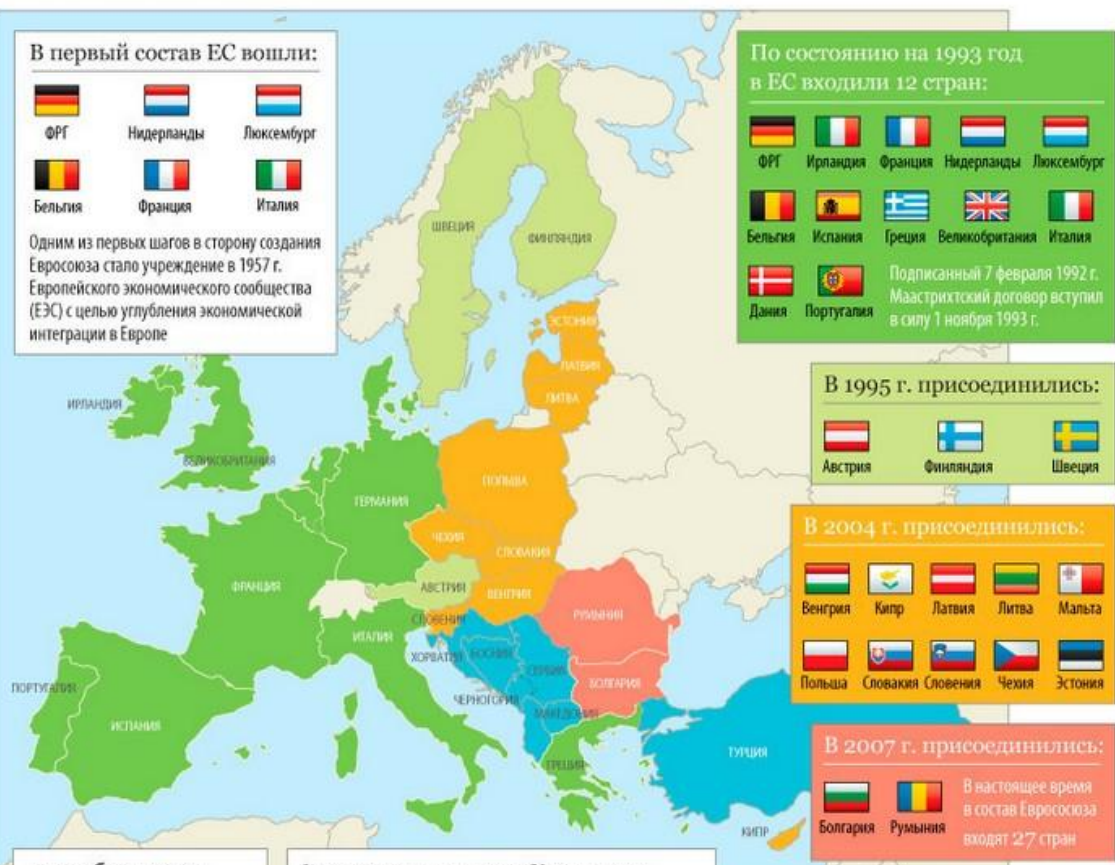 В первый состав ЕС вошли:
ФРГ
Нидерланды
Люксембург
Бельгия
Франция
Италия
Одним из первых шагов в сторону создания
Евросоюза стало учреждение в 1957 г.
Европейского экономического сообщества
(ЕЭС) с целью углубления экономической
интеграции в Европе
По состоянию на 1993 год
в ЕС входили 12 стран:
ФРГ
Ирландия
Франция
Нидерланды
Люксембург
Бельгия
Испания
Греция
Великобритания
Италия
Дания
Португалия
Подписанный 7 февраля 1992 г.
Маастрихтский договор вступил
в силу 1 ноября 1993 г.
В 1995 г. присоединились:
Австрия
Финляндия
Швеция
В 2004 г. присоединились:
Венгрия
Кипр
Латвия
Литва
Мальта
Польша
Словакия
Словения
Чехия
Эстония
В 2007 г. присоединились:
Болгария
Румыния
В настоящее время
в состав Евросоюза
входят 27 стран
ШВЕЦИЯ
ФИНЛЯНДИЯ
ЭСТОНИЯ
ЛАТВИЯ
ЛИТВА
ИРЛАНДИЯ
ВЕЛИКОБРИТАНИЯ
ГЕРМАНИЯ
ПОЛЬША
ЧЕХИЯ
СЛОВАКИЯ
ФРАНЦИЯ
АВСТРИЯ
ВЕНГРИЯ
СЛОВЕНИЯ
РУМЫНИЯ
ИТАЛИЯ
ХОРВАТИЯ
БОСНИЯ
СЕРБИЯ
ЧЕРНОГОРИЯ
БОЛГАРИЯ
МАКЕДОНИЯ
ПОРТУГАЛИЯ
ИСПАНИЯ
ГРЕЦИЯ
ТУРЦИЯ
КИПР